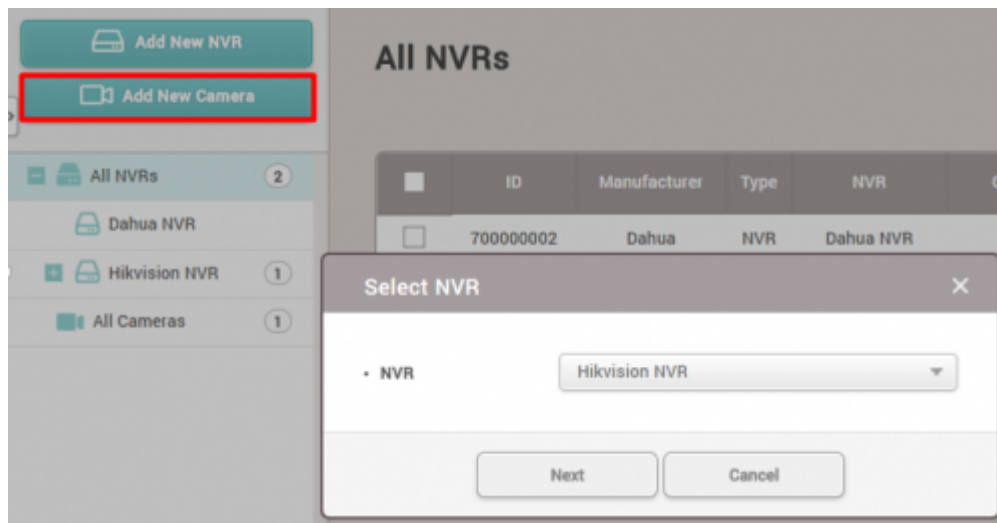 Add New NVR
Add New Camera
All NVRs 2
Dahua NVR
Hikvision NVR 1
All Cameras 1
All NVRs
ID Manufacturer Type NVR
700000002 Dahua NVR Dahua NVR
Select NVR
• NVR Hikvision NVR
Next Cancel